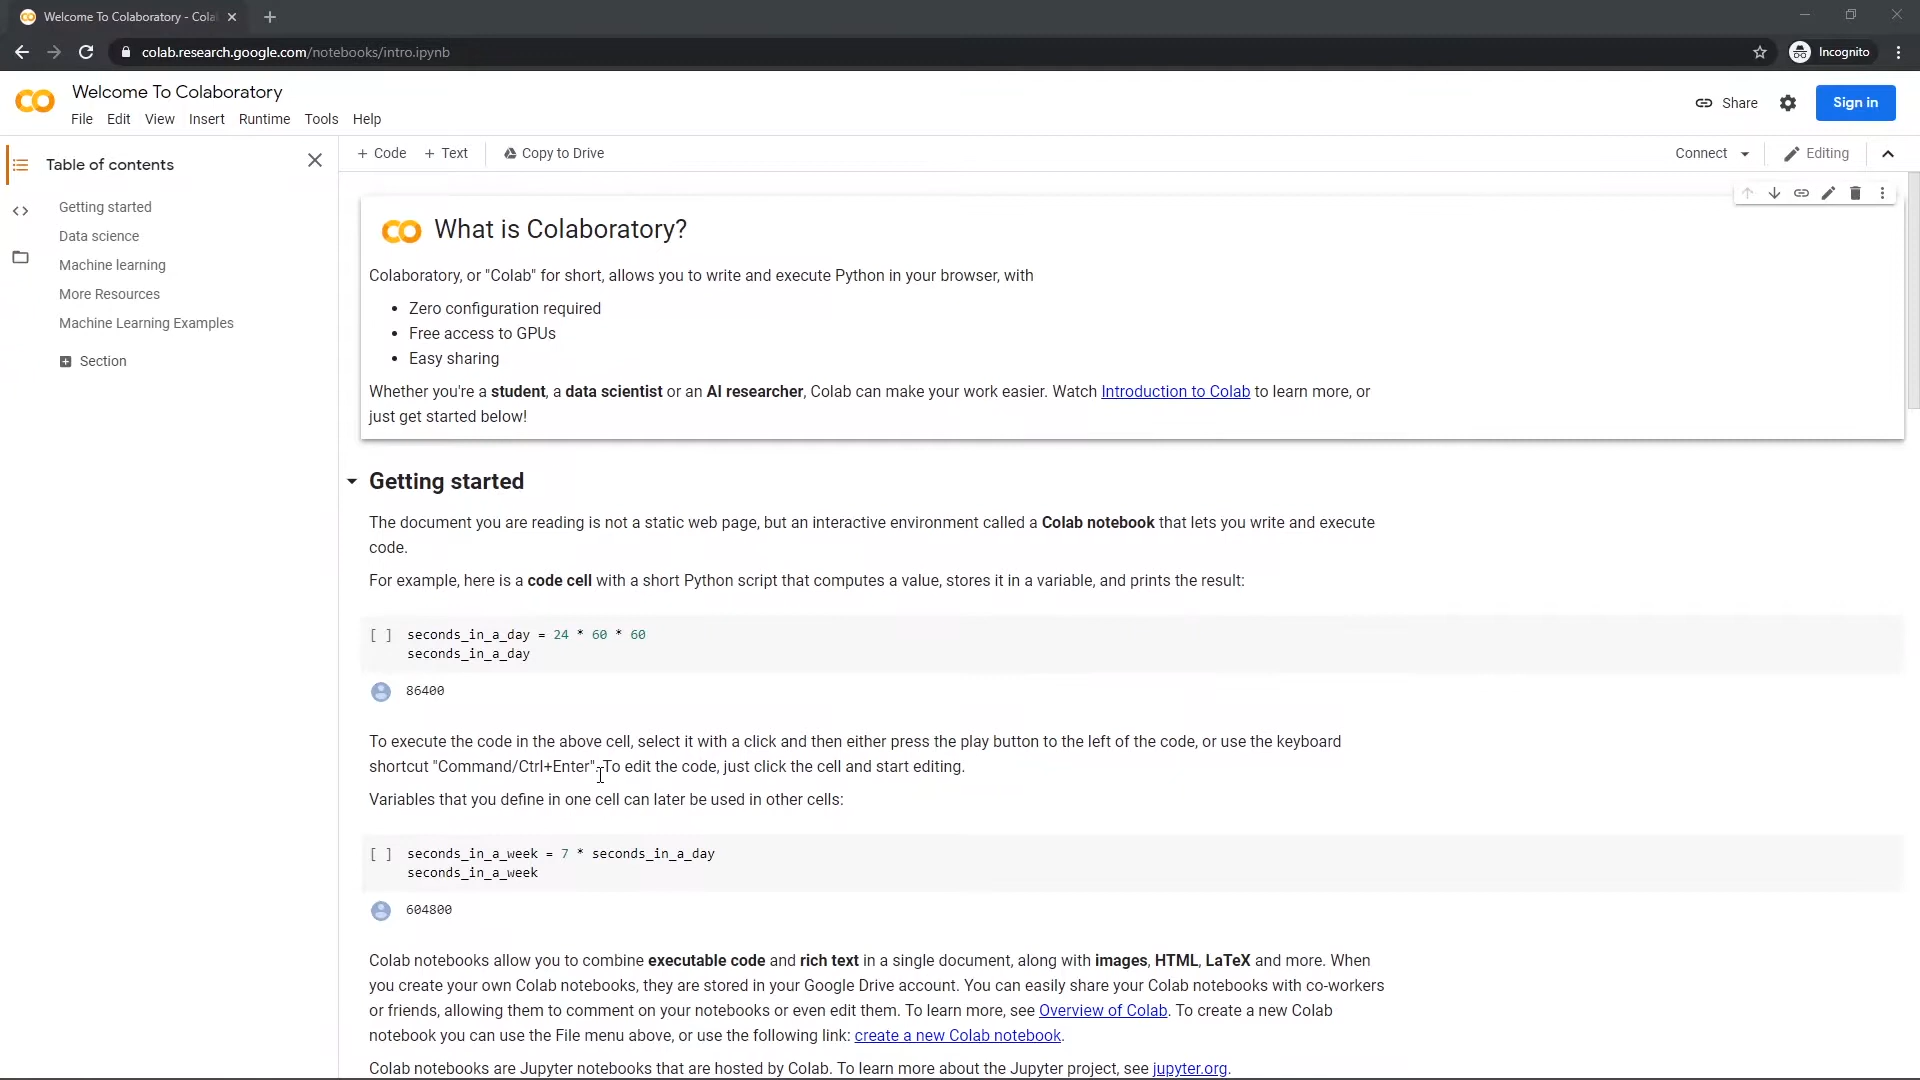 Welcome To Colaboratory - Cola
colab.research.google.com/notebooks/intro.ipynb
Incognito
Welcome To Colaboratory
File Edit View Insert Runtime Tools Help
Share
Sign in
Table of contents
Getting started
Data science
Machine learning
More Resources
Machine Learning Examples
Section
+ Code + Text Copy to Drive
Connect
Editing
What is Colaboratory?
Colaboratory, or "Colab" for short, allows you to write and execute Python in your browser, with
• Zero configuration required
• Free access to GPUs
• Easy sharing
Whether you're a student, a data scientist or an AI researcher, Colab can make your work easier. Watch Introduction to Colab to learn more, or
just get started below!
Getting started
The document you are reading is not a static web page, but an interactive environment called a Colab notebook that lets you write and execute
code.
For example, here is a code cell with a short Python script that computes a value, stores it in a variable, and prints the result:
[ ] seconds_in_a_day = 24 * 60 * 60
seconds_in_a_day
86400
To execute the code in the above cell, select it with a click and then either press the play button to the left of the code, or use the keyboard
shortcut "Command/Ctrl+Enter". To edit the code, just click the cell and start editing.
Variables that you define in one cell can later be used in other cells:
[ ] seconds_in_a_week = 7 * seconds_in_a_day
seconds_in_a_week
604800
Colab notebooks allow you to combine executable code and rich text in a single document, along with images, HTML, LaTeX and more. When
you create your own Colab notebooks, they are stored in your Google Drive account. You can easily share your Colab notebooks with co-workers
or friends, allowing them to comment on your notebooks or even edit them. To learn more, see Overview of Colab. To create a new Colab
notebook you can use the File menu above, or use the following link: create a new Colab notebook.
Colab notebooks are Jupyter notebooks that are hosted by Colab. To learn more about the Jupyter project, see jupyter.org.